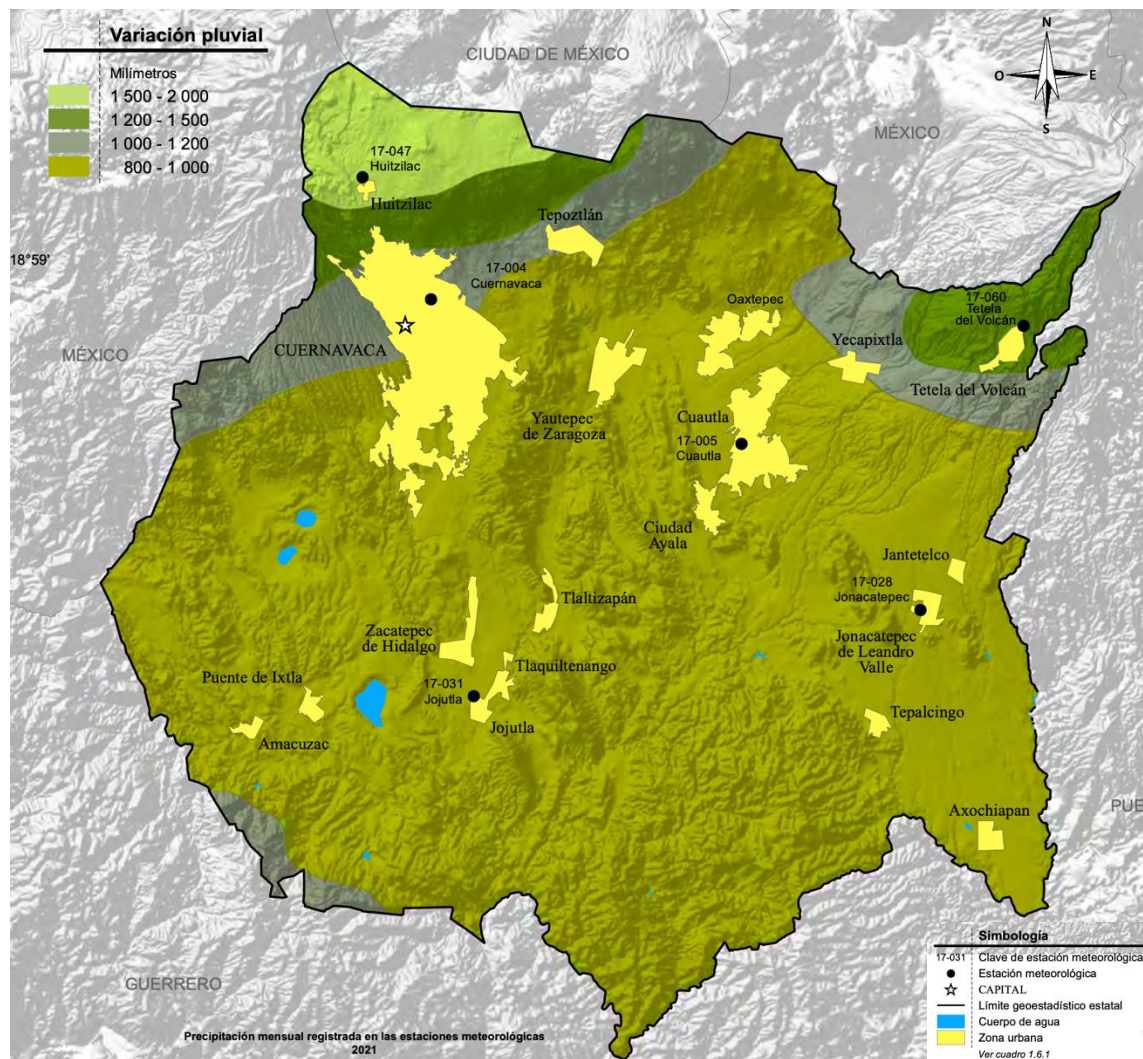 Variación pluvial
Milímetros
1 500 - 2 000
1 200 - 1 500
1 000 - 1 200
800 - 1 000
CIUDAD DE MÉXICO
N
O
E
S
MÉXICO
17-047
Huitzilac
Huitzilac
Tepoztlán
18°59'
17-004
Cuernavaca
17-060
Tetela
del Volcán
Oaxtepec
MÉXICO
CUERNAVACA
Yecapixtla
Tetela del Volcán
Yautepec
de Zaragoza
Cuautla
17-005
Cuautla
Ciudad
Ayala
Jantetelco
17-028
Jonacatepec
Tlaltizapán
Zacatepec
de Hidalgo
Jonacatepec
de Leandro
Valle
Tlaquiltenango
Puente de Ixtla
17-031
Jojutla
Jojutla
Tepalcingo
Amacuzac
PUE
Axochiapan
GUERRERO
Precipitación mensual registrada en las estaciones meteorológicas
2021
Simbología
17-031 Clave de estación meteorológica
Estación meteorológica
CAPITAL
Límite geoestadístico estatal
Cuerpo de agua
Zona urbana
Ver cuadro 1.6.1